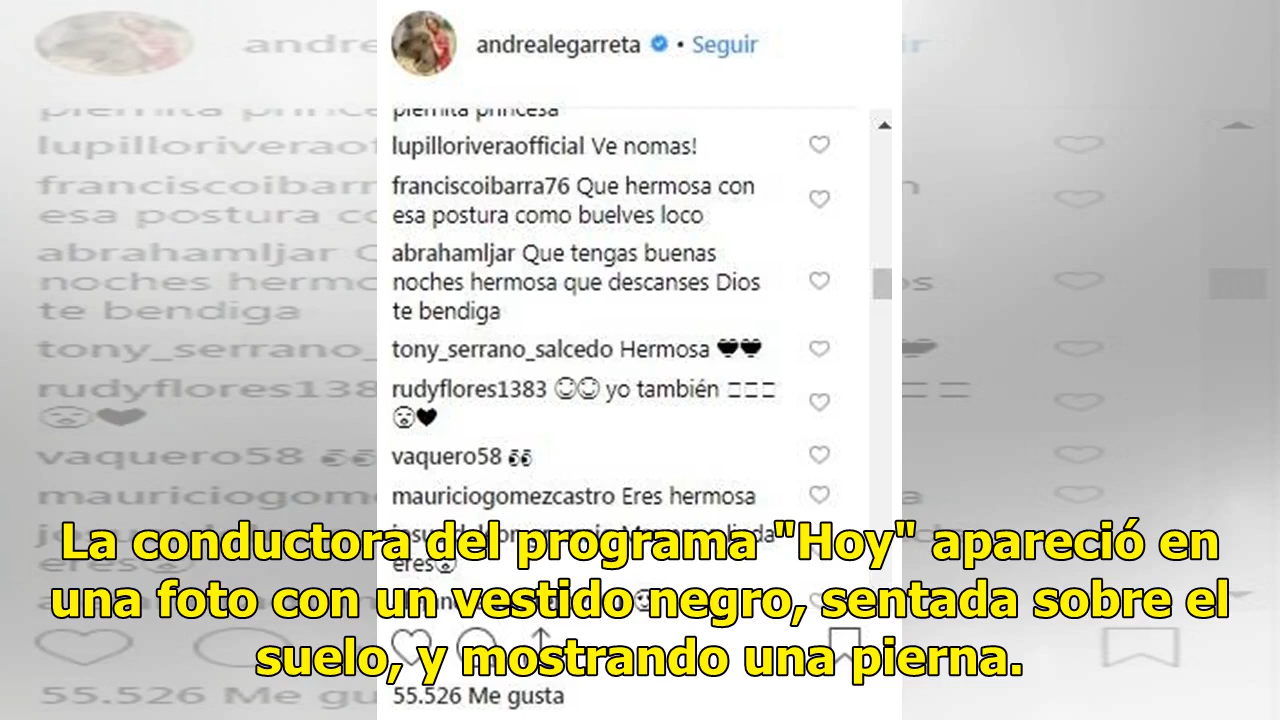 andrealegarreta • Seguir
piernita princesa
lupilloriveraofficial Ve nomas!
franciscoibarra76 Que hermosa con
esa postura como buelves loco
abrahamljar Que tengas buenas
noches hermosa que descanses Dios
te bendiga
tony_serrano_salcedo Hermosa 🖤🖤
rudyflores1383 yo también
vaquero58 👀
mauriciogomezcastro Eres hermosa
eres
La conductora del programa "Hoy" apareció en
una foto con un vestido negro, sentada sobre el
suelo, y mostrando una pierna.
55.526 Me gusta